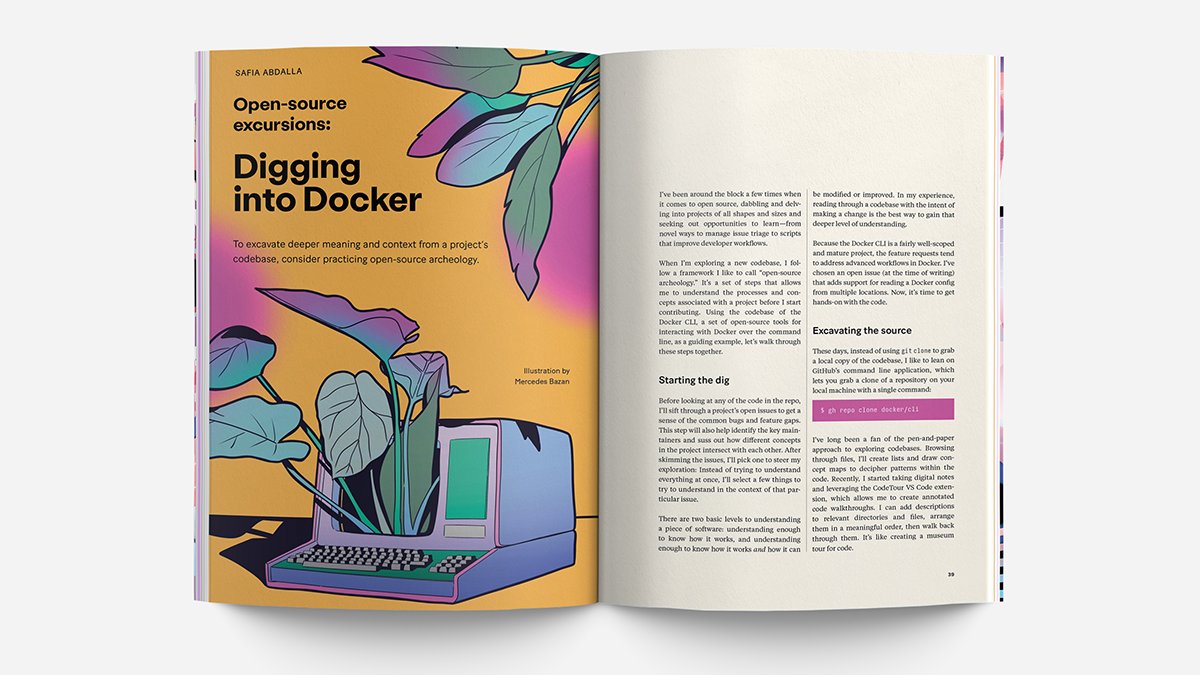 SAFIA ABDALLA
Open-source
excursions:
Digging
into Docker
To excavate deeper meaning and context from a project's
codebase, consider practicing open-source archeology.
Illustration by
Mercedes Bazan
I've been around the block a few times when
it comes to open source, dabbling and delv-
ing into projects of all shapes and sizes and
seeking out opportunities to learn—from
novel ways to manage issue triage to scripts
that improve developer workflows.
When I'm exploring a new codebase, I fol-
low a framework I like to call “open-source
archeology.” It's a set of steps that allows
me to understand the processes and con-
cepts associated with a project before I start
contributing. Using the codebase of the
Docker CLI, a set of open-source tools for
interacting with Docker over the command
line, as a guiding example, let's walk through
these steps together.
Starting the dig
Before looking at any of the code in the repo,
I'll sift through a project's open issues to get a
sense of the common bugs and feature gaps.
This step will also help identify the key main-
tainers and suss out how different concepts
in the project intersect with each other. After
skimming the issues, I'll pick one to steer my
exploration: Instead of trying to understand
everything at once, I'll select a few things to
try to understand in the context of that par-
ticular issue.
There are two basic levels to understanding
a piece of software: understanding enough
to know how it works, and understanding
enough to know how it works and how it can
be modified or improved. In my experience,
reading through a codebase with the intent of
making a change is the best way to gain that
deeper level of understanding.
Because the Docker CLI is a fairly well-scoped
and mature project, the feature requests tend
to address advanced workflows in Docker. I've
chosen an open issue (at the time of writing)
that adds support for reading a Docker config
from multiple locations. Now, it's time to get
hands-on with the code.
Excavating the source
These days, instead of using git clone to grab
a local copy of the codebase, I like to lean on
GitHub's command line application, which
lets you grab a clone of a repository on your
local machine with a single command:
$ gh repo clone docker/cli
I've long been a fan of the pen-and-paper
approach to exploring codebases. Browsing
through files, I'll create lists and draw con-
cept maps to decipher patterns within the
code. Recently, I started taking digital notes
and leveraging the CodeTour VS Code exten-
sion, which allows me to create annotated
code walkthroughs. I can add descriptions
to relevant directories and files, arrange
them in a meaningful order, then walk back
through them. It's like creating a museum
tour for code.
39